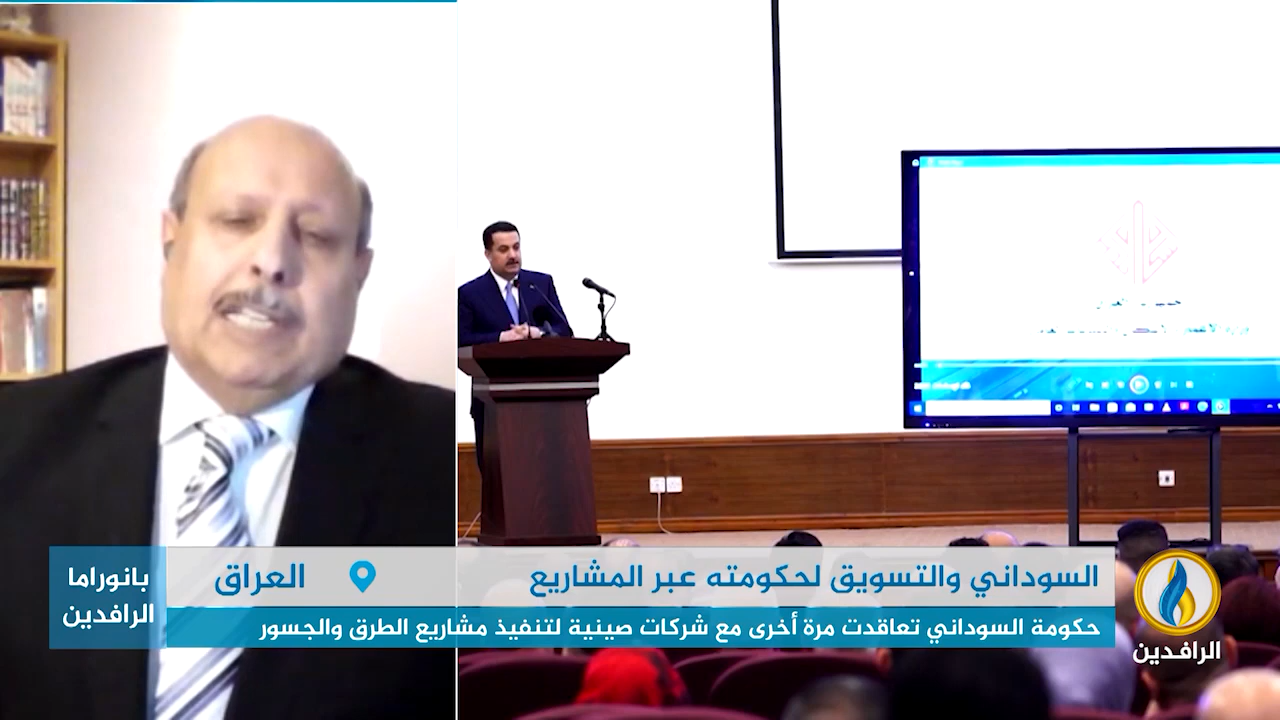 السوداني والتسويق لحكومته عبر المشاريع
العراق
حكومة السوداني تعاقدت مرة أخرى مع شركات صينية لتنفيذ مشاريع الطرق والجسور
بانوراما
الرافدين
الرافدين